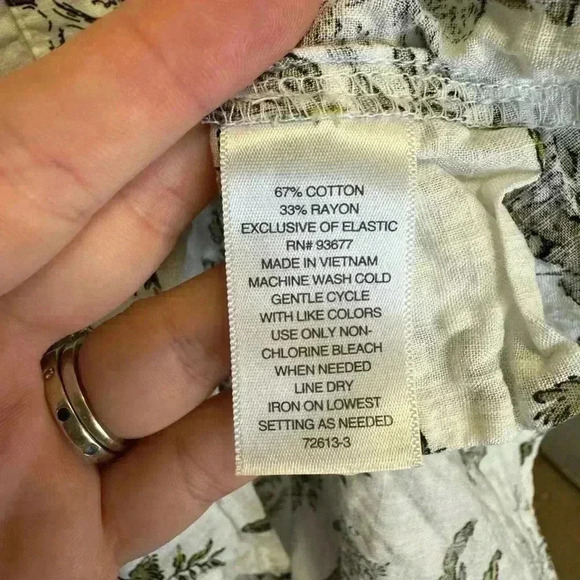 67% COTTON
33% RAYON
EXCLUSIVE OF ELASTIC
RN# 93677
MADE IN VIETNAM
MACHINE WASH COLD
GENTLE CYCLE
WITH LIKE COLORS
USE ONLY NON-
CHLORINE BLEACH
WHEN NEEDED
LINE DRY
IRON ON LOWEST
SETTING AS NEEDED
72613-3